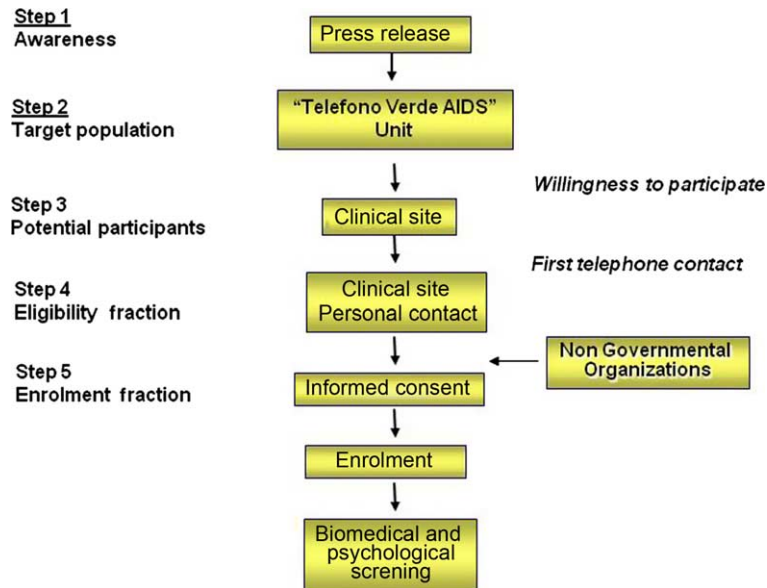 Step 1
Awareness
Press release
Step 2
Target population
“Telefono Verde AIDS”
Unit
Willingness to participate
Step 3
Potential participants
Clinical site
First telephone contact
Step 4
Eligibility fraction
Clinical site
Personal contact
Non Governmental
Organizations
Step 5
Enrolment fraction
Informed consent
Enrolment
Biomedical and
psychological
screning